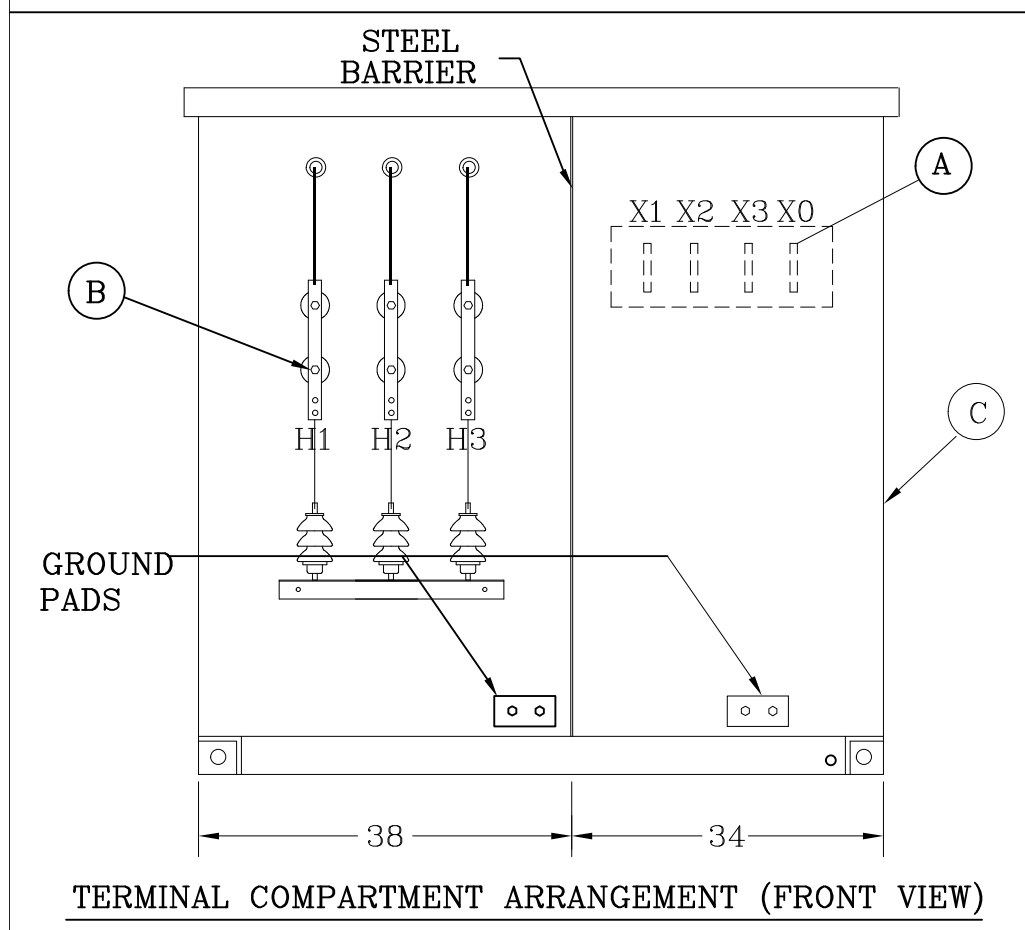 STEEL
BARRIER
A
X1 X2 X3 X0
B
C
H1 H2 H3
GROUND
PADS
38 34
TERMINAL COMPARTMENT ARRANGEMENT (FRONT VIEW)